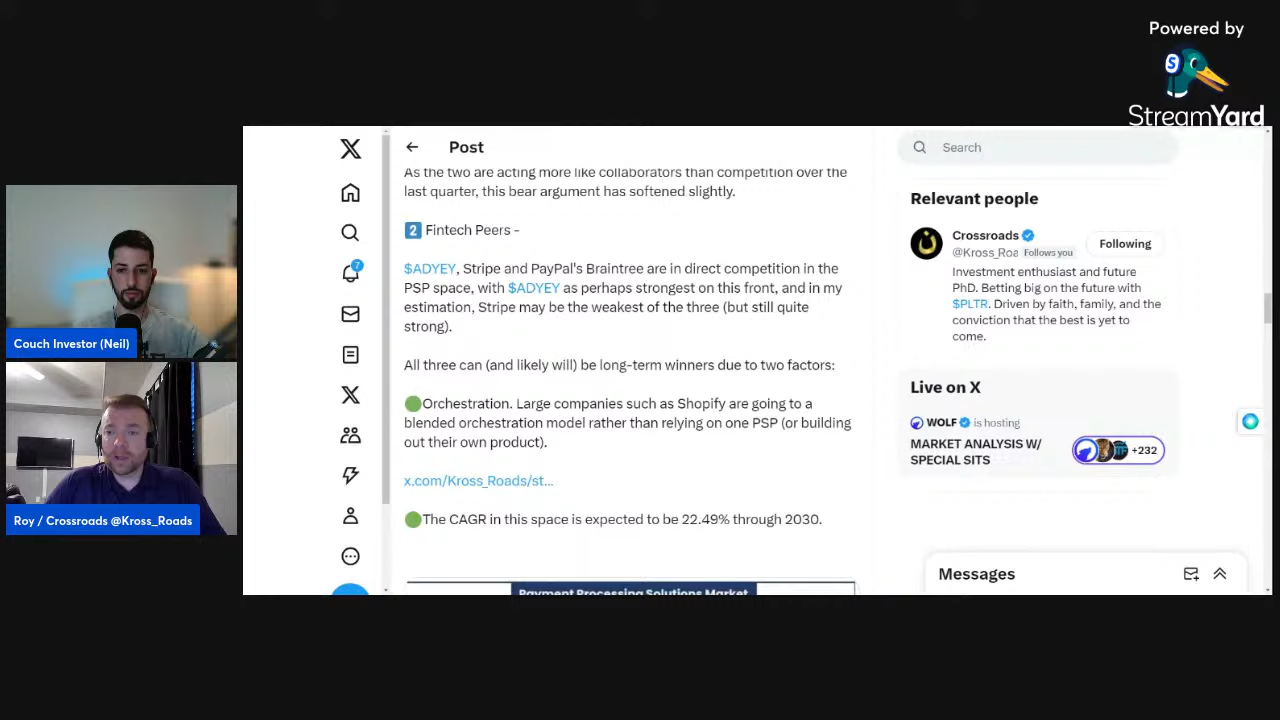 Powered by
StreamYard
Post
As the two are acting more like collaborators than competition over the
last quarter, this bear argument has softened slightly.
2 Fintech Peers -
$ADYEY, Stripe and PayPal's Braintree are in direct competition in the
PSP space, with $ADYEY as perhaps strongest on this front, and in my
estimation, Stripe may be the weakest of the three (but still quite
strong).
All three can (and likely will) be long-term winners due to two factors:
Orchestration. Large companies such as Shopify are going to a
blended orchestration model rather than relying on one PSP (or building
out their own product).
x.com/Kross_Roads/st...
The CAGR in this space is expected to be 22.49% through 2030.
Payment Processing Solutions Market
Search
Relevant people
Crossroads
@Kross_Roa Follows you
Following
Investment enthusiast and future
PhD. Betting big on the future with
$PLTR. Driven by faith, family, and the
conviction that the best is yet to
come.
Live on X
WOLF is hosting
MARKET ANALYSIS W/
SPECIAL SITS
+232
Messages
7
Couch Investor (Neil)
Roy / Crossroads @Kross_Roads